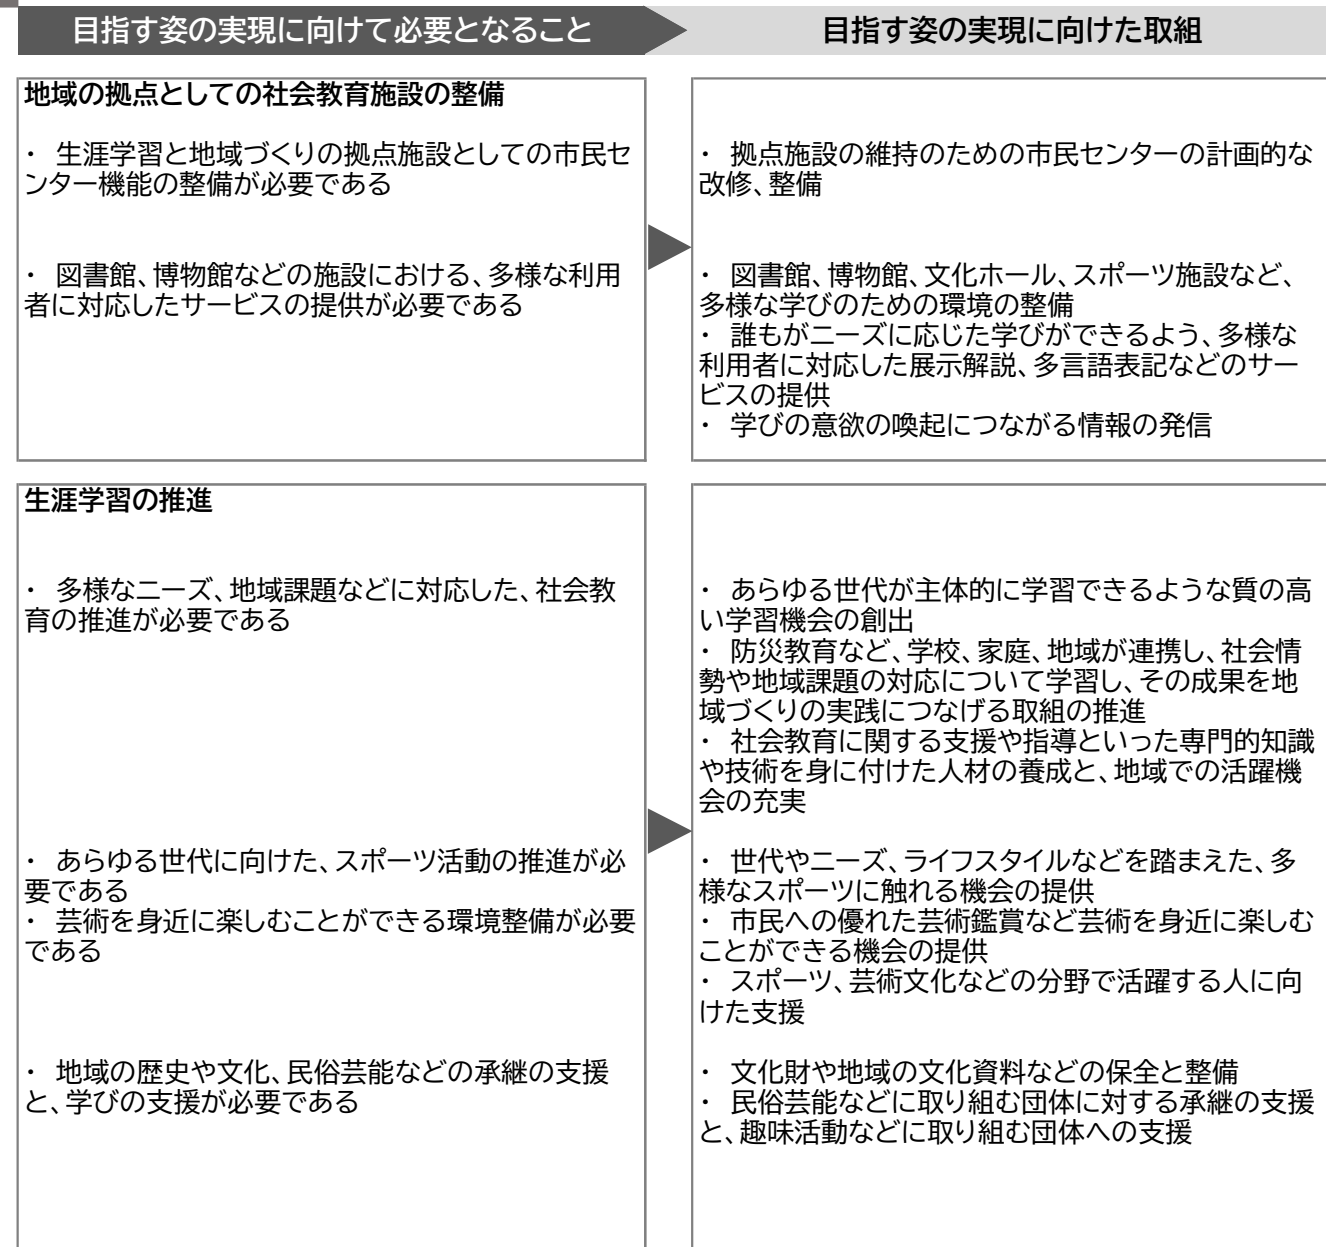 目指す姿の実現に向けて必要となること
目指す姿の実現に向けた取組
地域の拠点としての社会教育施設の整備
・ 生涯学習と地域づくりの拠点施設としての市民セ
ンター機能の整備が必要である
・ 図書館、博物館などの施設における、多様な利用
者に対応したサービスの提供が必要である
・ 拠点施設の維持のための市民センターの計画的な
改修、整備
・ 図書館、博物館、文化ホール、スポーツ施設など、
多様な学びのための環境の整備
・ 誰もがニーズに応じた学びができるよう、多様な
利用者に対応した展示解説、多言語表記などのサー
ビスの提供
・ 学びの意欲の喚起につながる情報の発信
生涯学習の推進
・ 多様なニーズ、地域課題などに対応した、社会教
育の推進が必要である
・ あらゆる世代に向けた、スポーツ活動の推進が必
要である
・ 芸術を身近に楽しむことができる環境整備が必要
である
・ 地域の歴史や文化、民俗芸能などの承継の支援
と、学びの支援が必要である
・ あらゆる世代が主体的に学習できるような質の高
い学習機会の創出
・ 防災教育など、学校、家庭、地域が連携し、社会情
勢や地域課題の対応について学習し、その成果を地
域づくりの実践につなげる取組の推進
・ 社会教育に関する支援や指導といった専門的知識
や技術を身に付けた人材の養成と、地域での活躍機
会の充実
・ 世代やニーズ、ライフスタイルなどを踏まえた、多
様なスポーツに触れる機会の提供
・ 市民への優れた芸術鑑賞など芸術を身近に楽しむ
ことができる機会の提供
・ スポーツ、芸術文化などの分野で活躍する人に向
けた支援
・ 文化財や地域の文化資料などの保全と整備
・ 民俗芸能などに取り組む団体に対する承継の支援
と、趣味活動などに取り組む団体への支援